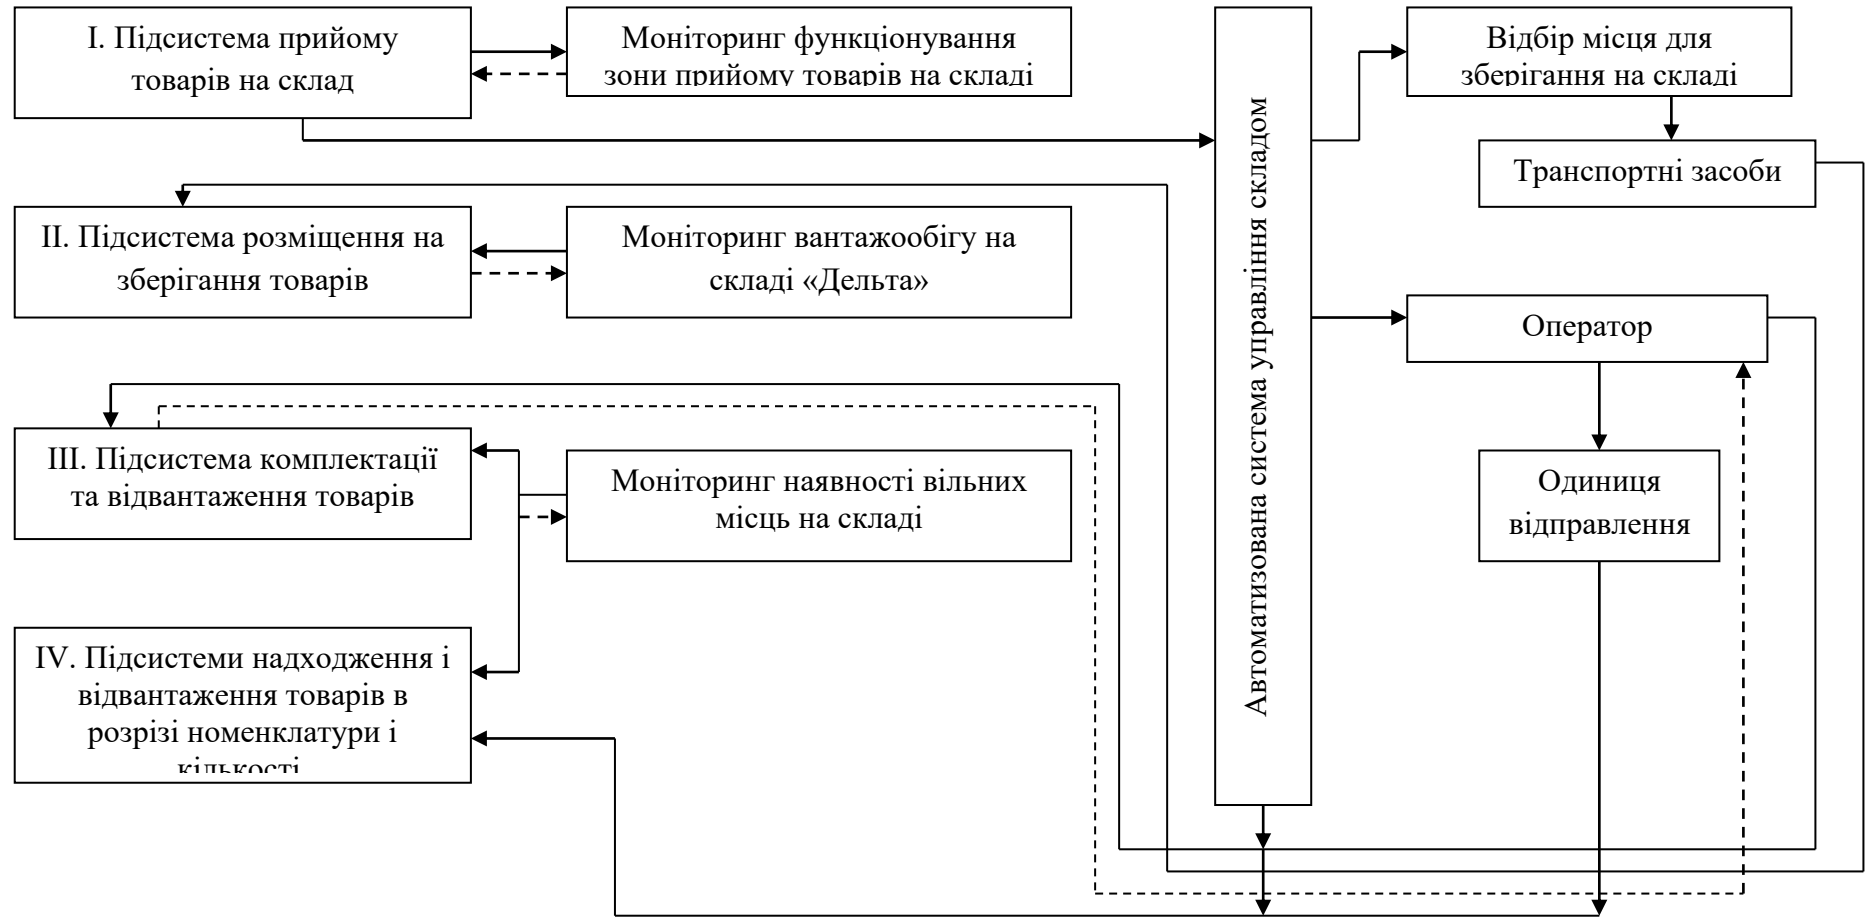 I. Підсистема прийому
товарів на склад
Моніторинг функціонування
зони прийому товарів на складі
Відбір місця для
зберігання на складі
Транспортні засоби
Автоматизована система управління складом
II. Підсистема розміщення на
зберігання товарів
Моніторинг вантажообігу на
складі «Дельта»
Оператор
III. Підсистема комплектації
та відвантаження товарів
Моніторинг наявності вільних
місць на складі
Одиниця
відправлення
IV. Підсистеми надходження і
відвантаження товарів в
розрізі номенклатури і
кількості